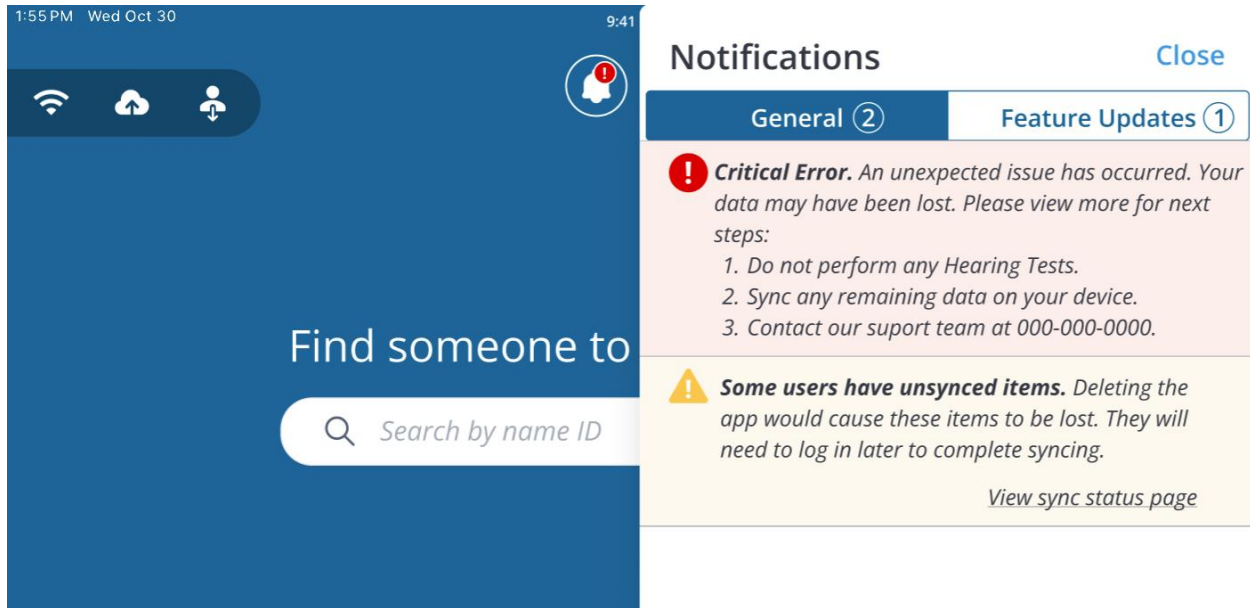 1:55 PM Wed Oct 30
9:41
Find someone to
Search by name ID
Notifications
Close
General 2
Feature Updates 1
Critical Error. An unexpected issue has occurred. Your
data may have been lost. Please view more for next
steps:
1. Do not perform any Hearing Tests.
2. Sync any remaining data on your device.
3. Contact our suport team at 000-000-0000.
Some users have unsynced items. Deleting the
app would cause these items to be lost. They will
need to log in later to complete syncing.
View sync status page